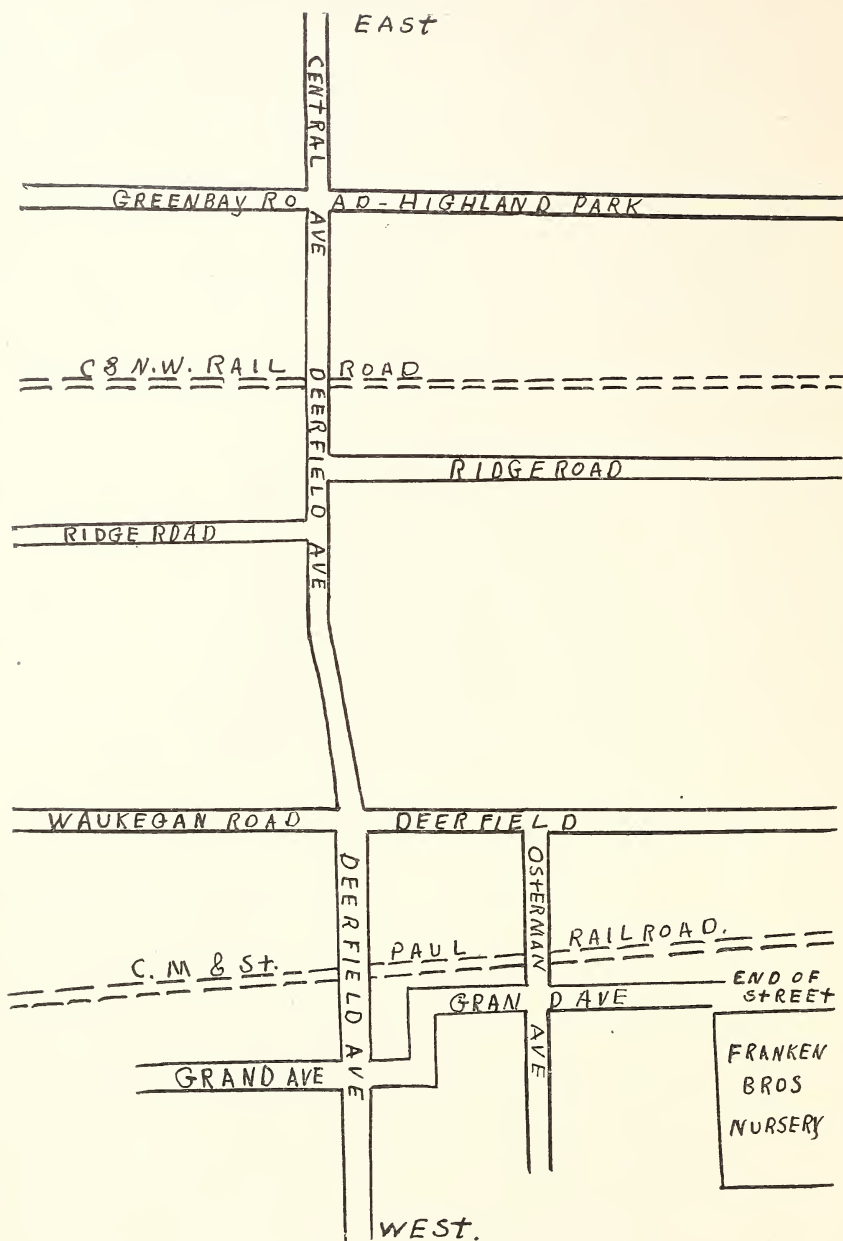 EAST
CENTRAL AVE
GREENBAY ROAD - HIGHLAND PARK
C & N.W. RAIL ROAD
DEERFIELD AVE
RIDGE ROAD
RIDGE ROAD
WAUKEGAN ROAD DEERFIELD
DEERFIELD AVE
OSTERMAN AVE
C. M & St. PAUL RAILROAD.
GRAND AVE
END OF
STREET
GRAND AVE
FRANKEN
BROS
NURSERY
WEST.